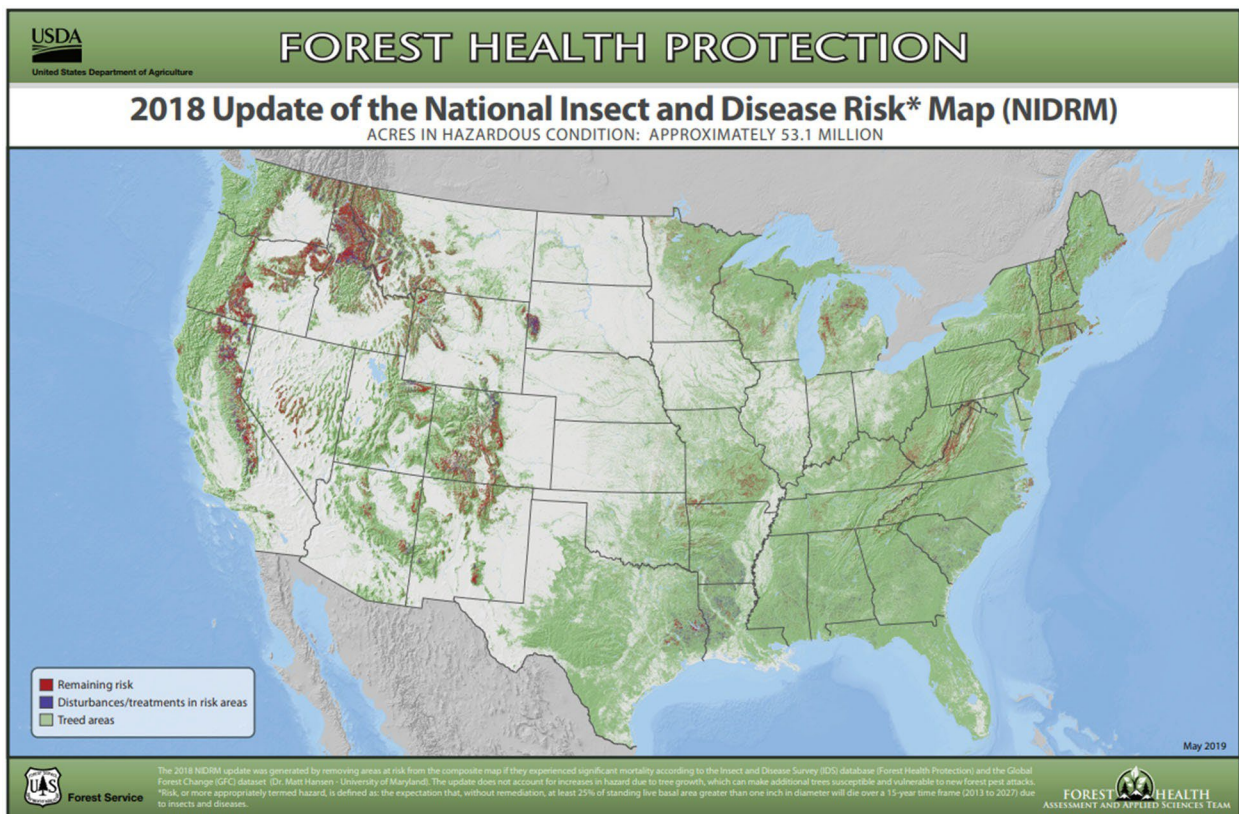 USDA
United States Department of Agriculture
FOREST HEALTH PROTECTION
2018 Update of the National Insect and Disease Risk* Map (NIDRM)
ACRES IN HAZARDOUS CONDITION: APPROXIMATELY 53.1 MILLION
Remaining risk
Disturbances/treatments in risk areas
Treed areas
May 2019
UAS
Forest Service
The 2018 NIDRM update was generated by removing areas at risk from the composite map if they experienced significant mortality according to the Insect and Disease Survey (IDS) database (Forest Health Protection) and the Global
Forest Change (GFC) dataset (Dr. Matt Hansen - University of Maryland). The update does not account for increases in hazard due to tree growth, which can make additional trees susceptible and vulnerable to new forest pest attacks.
*Risk, or more appropriately termed hazard, is defined as: the expectation that, without remediation, at least 25% of standing live basal area greater than one inch in diameter will die over a 15-year time frame (2013 to 2027) due
to insects and diseases.
FOREST HEALTH
ASSESSMENT AND APPLIED SCIENCES TEAM